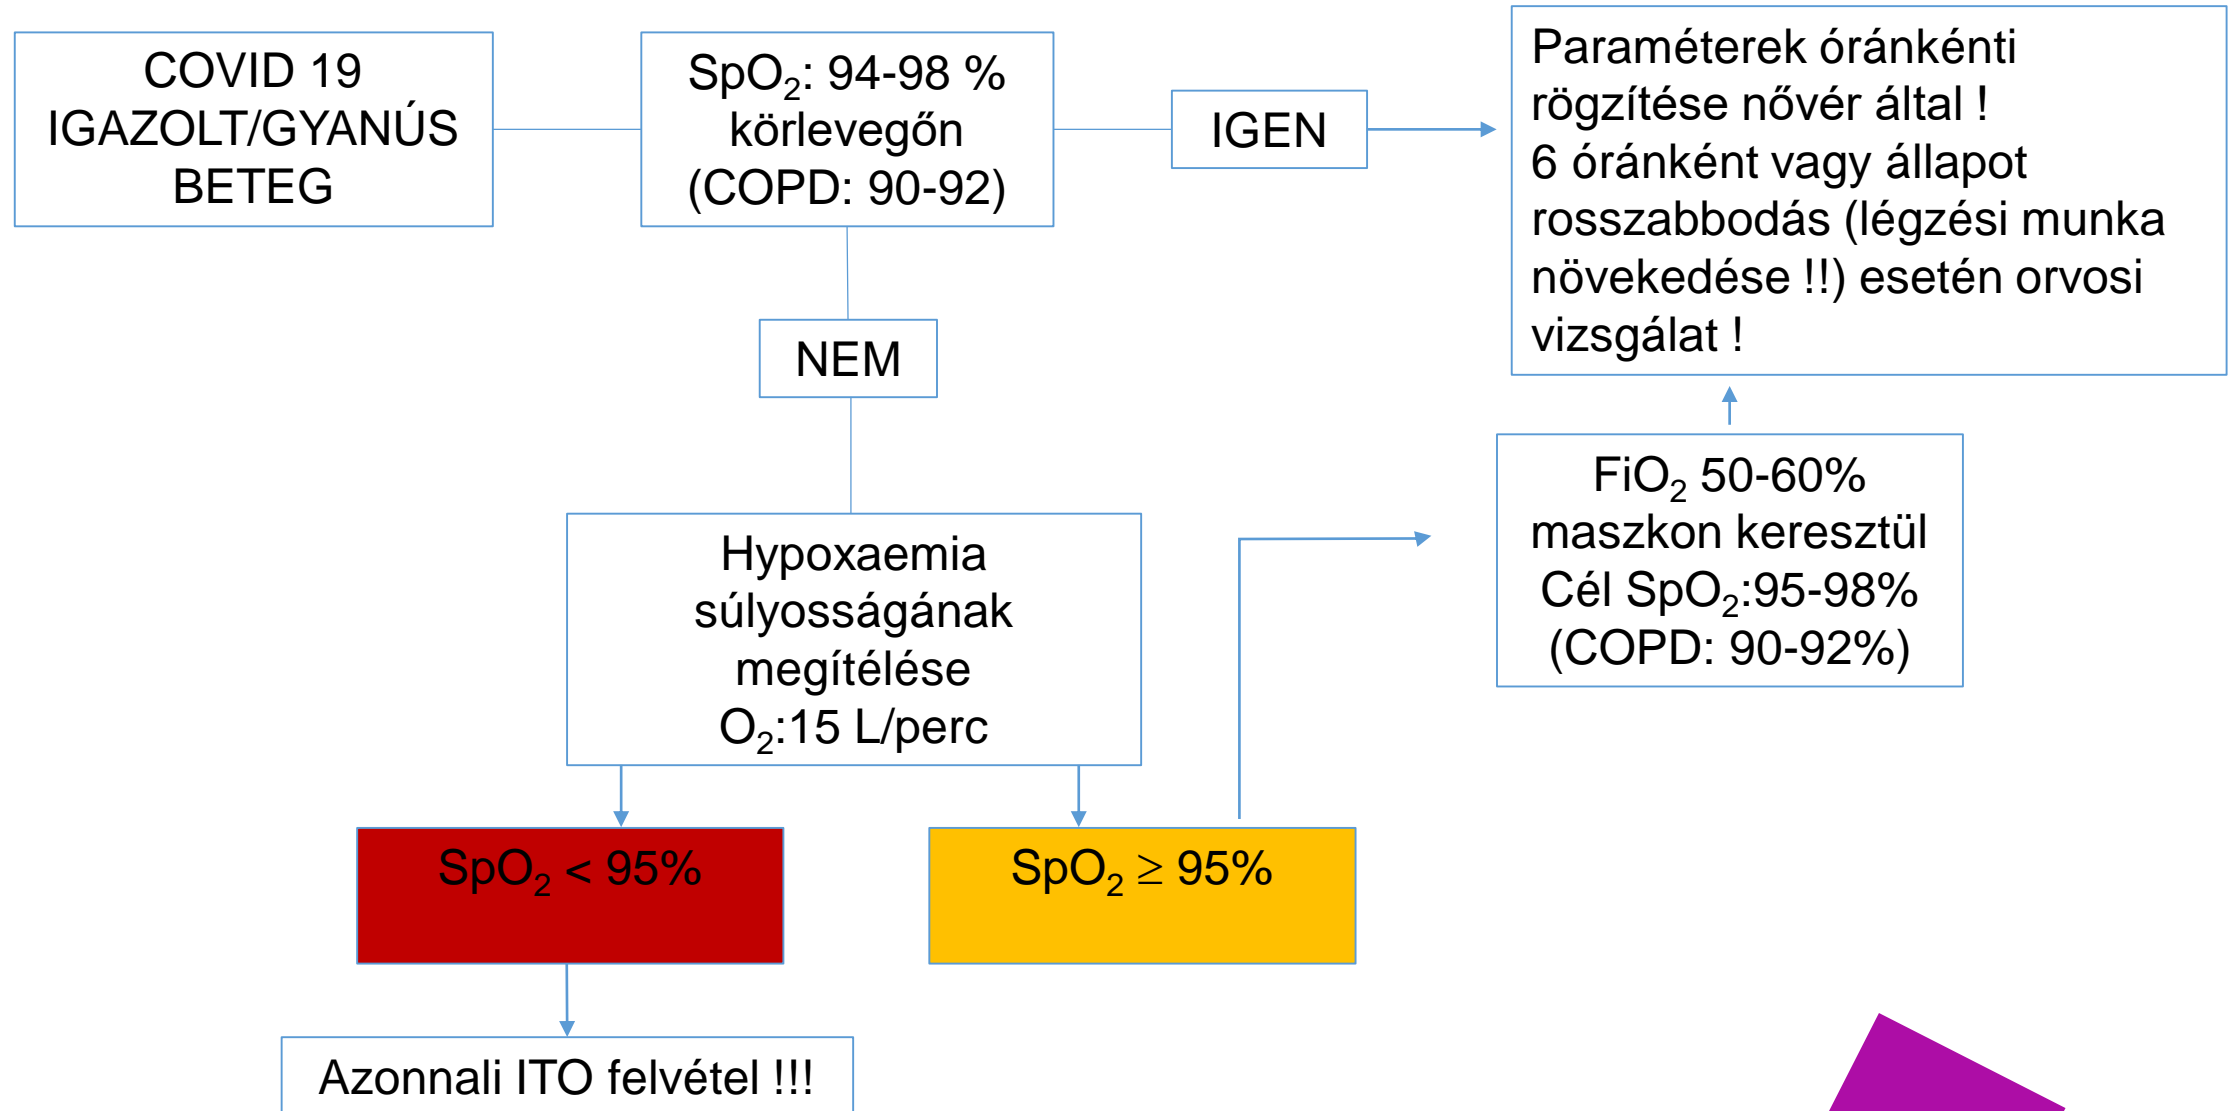 COVID 19
IGAZOLT/GYANÚS
BETEG
SpO₂: 94-98 %
körlevegőn
(COPD: 90-92)
IGEN
Paraméterek óránkénti
rögzítése nővér által !
6 óránként vagy állapot
rosszabbodás (légzési munka
növekedése !!) esetén orvosi
vizsgálat !
NEM
Hypoxaemia
súlyosságának
megítélése
O₂:15 L/perc
FiO₂ 50-60%
maszkon keresztül
Cél SpO₂:95-98%
(COPD: 90-92%)
SpO₂ < 95%
SpO₂ ≥ 95%
Azonnali ITO felvétel !!!